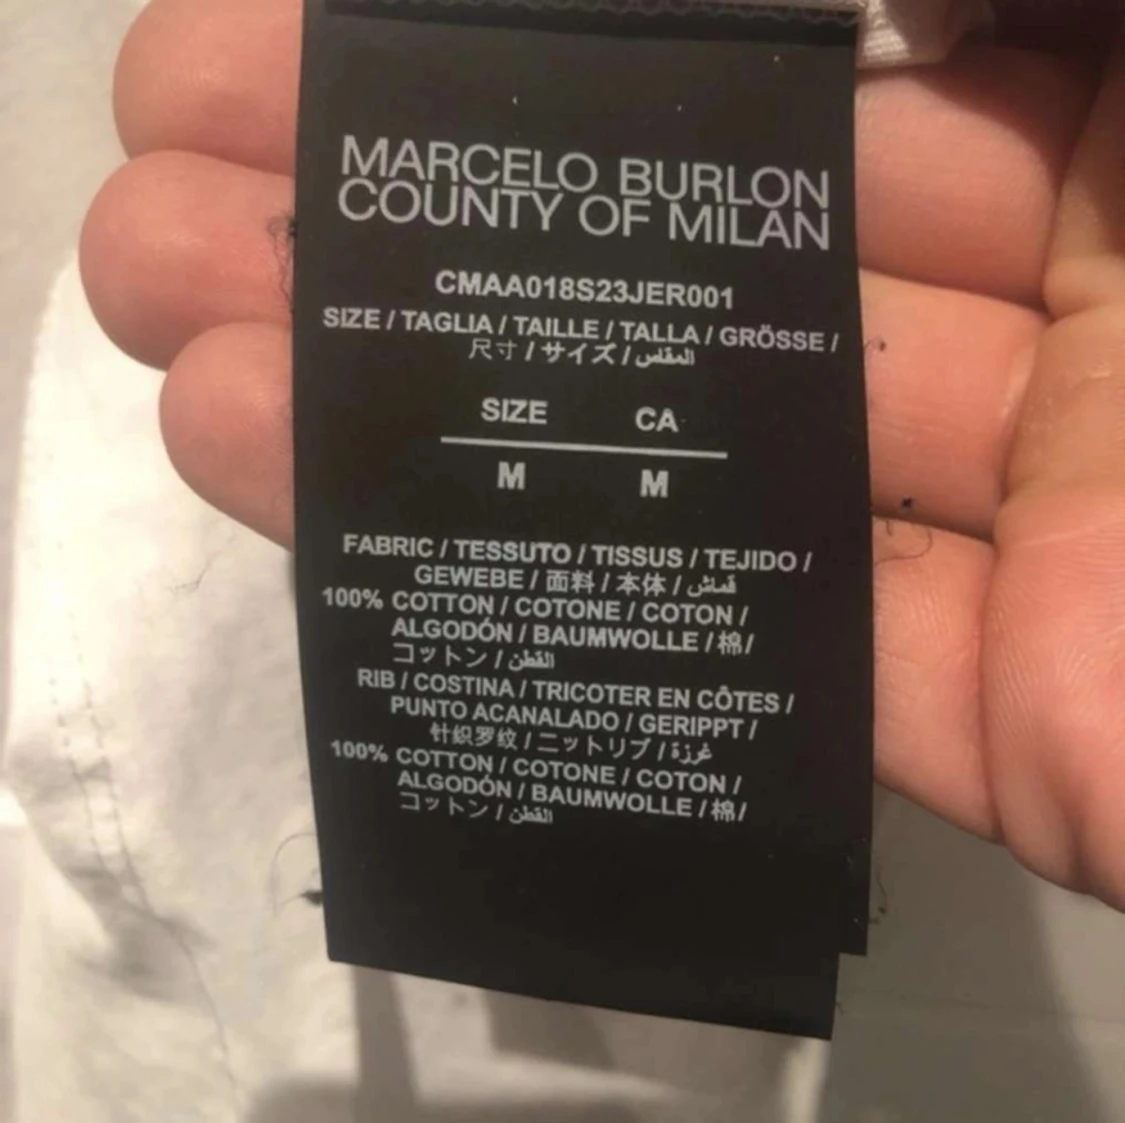 MARCELO BURLON
COUNTY OF MILAN
CMAA018S23JER001
SIZE / TAGLIA / TAILLE / TALLA / GRÖSSE /
尺寸 / サイズ / المقاس
SIZE CA
M M
FABRIC / TESSUTO / TISSUS / TEJIDO /
GEWEBE / 面料 / 本体 / قماش
100% COTTON / COTONE / COTON /
ALGODÓN / BAUMWOLLE / 棉 /
コットン / القطن
RIB / COSTINA / TRICOTER EN CÔTES /
PUNTO ACANALADO / GERIPPT /
针织罗纹 / ニットリブ / غرزة
100% COTTON / COTONE / COTON /
ALGODÓN / BAUMWOLLE / 棉 /
コットン / القطن